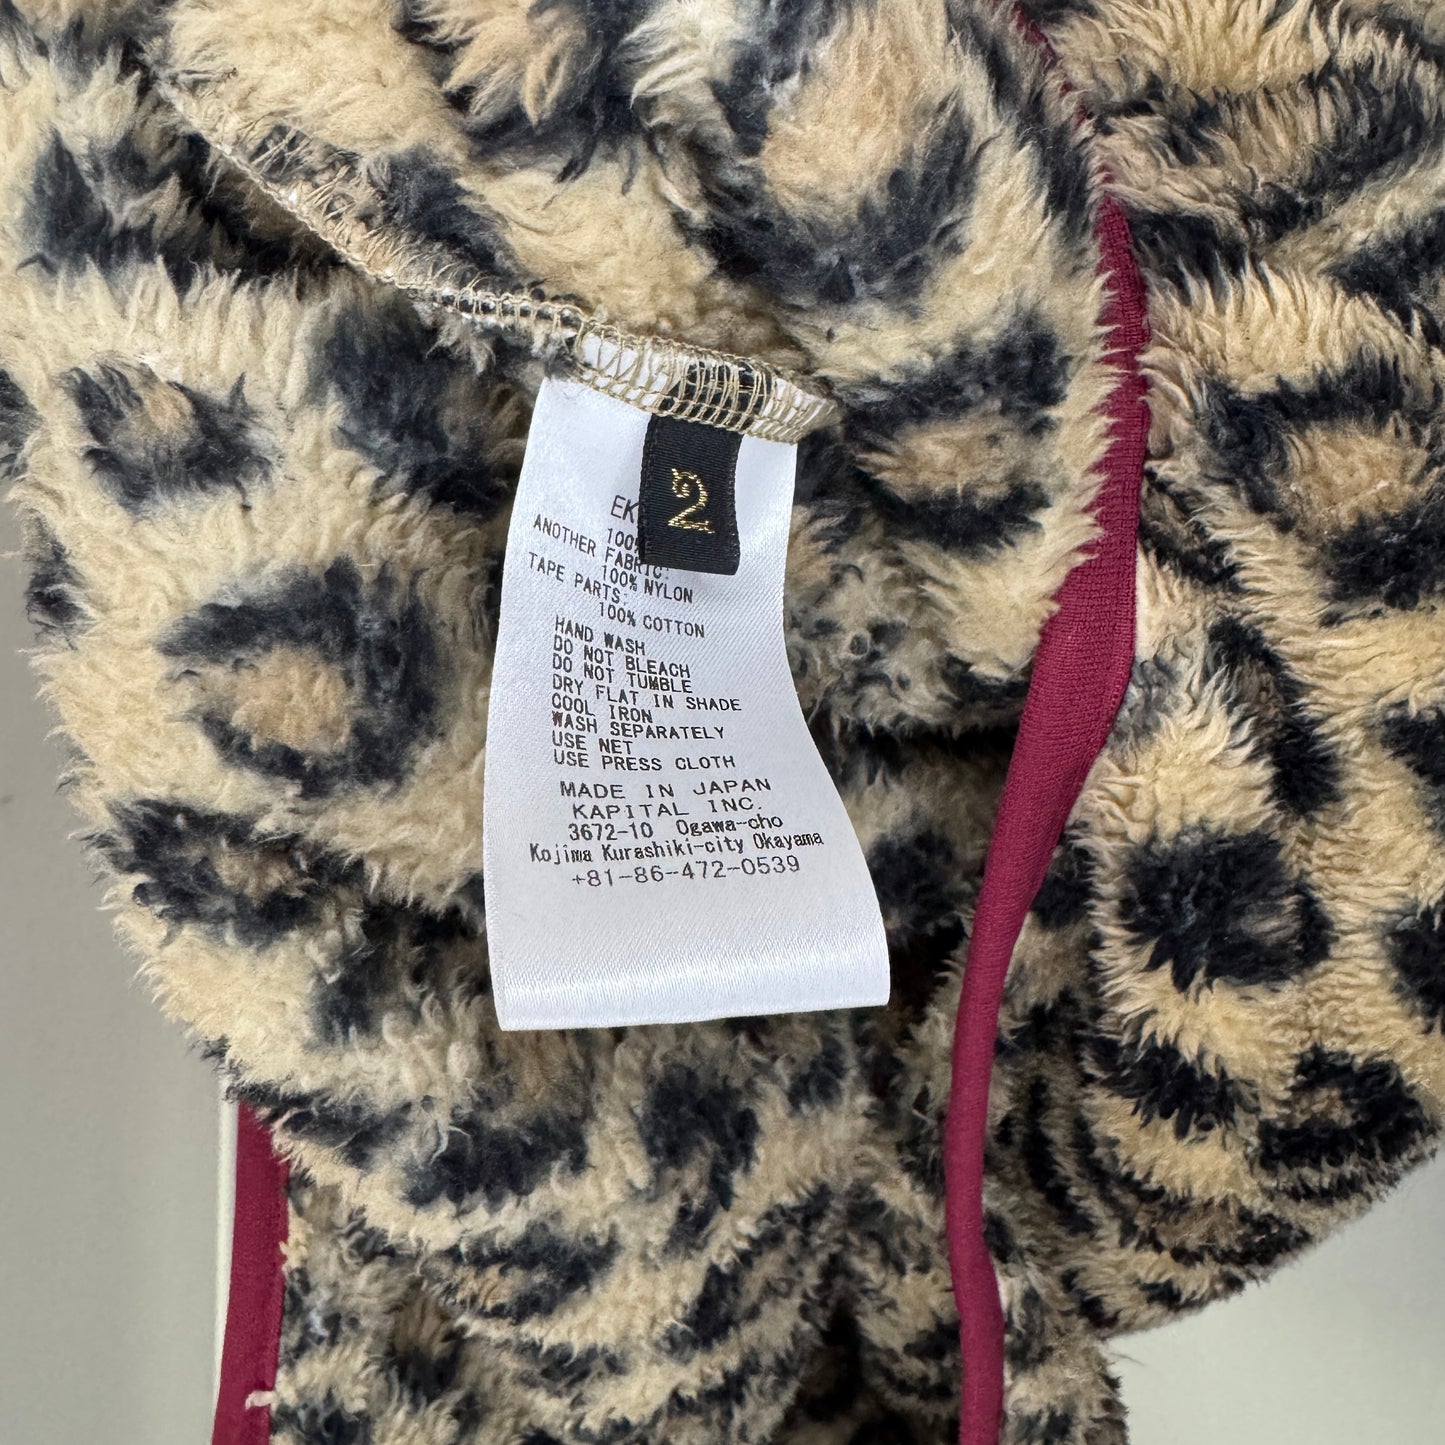 2
EK
100%
ANOTHER FABRIC:
100% NYLON
TAPE PARTS:
100% COTTON
HAND WASH
DO NOT BLEACH
DO NOT TUMBLE
DRY FLAT IN SHADE
COOL IRON
WASH SEPARATELY
USE NET
USE PRESS CLOTH
MADE IN JAPAN
KAPITAL INC.
3672-10 Ogawa-cho
Kojima Kurashiki-city Okayama
+81-86-472-0539